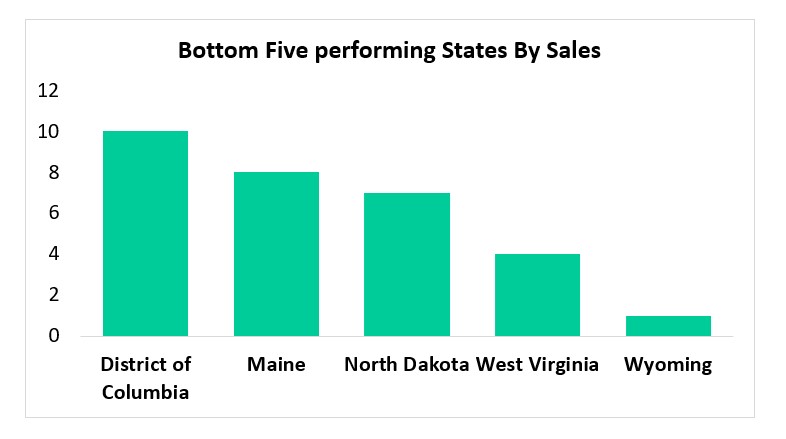 Bottom Five performing States By Sales
12
10
8
6
4
2
0
District of Columbia
Maine
North Dakota
West Virginia
Wyoming